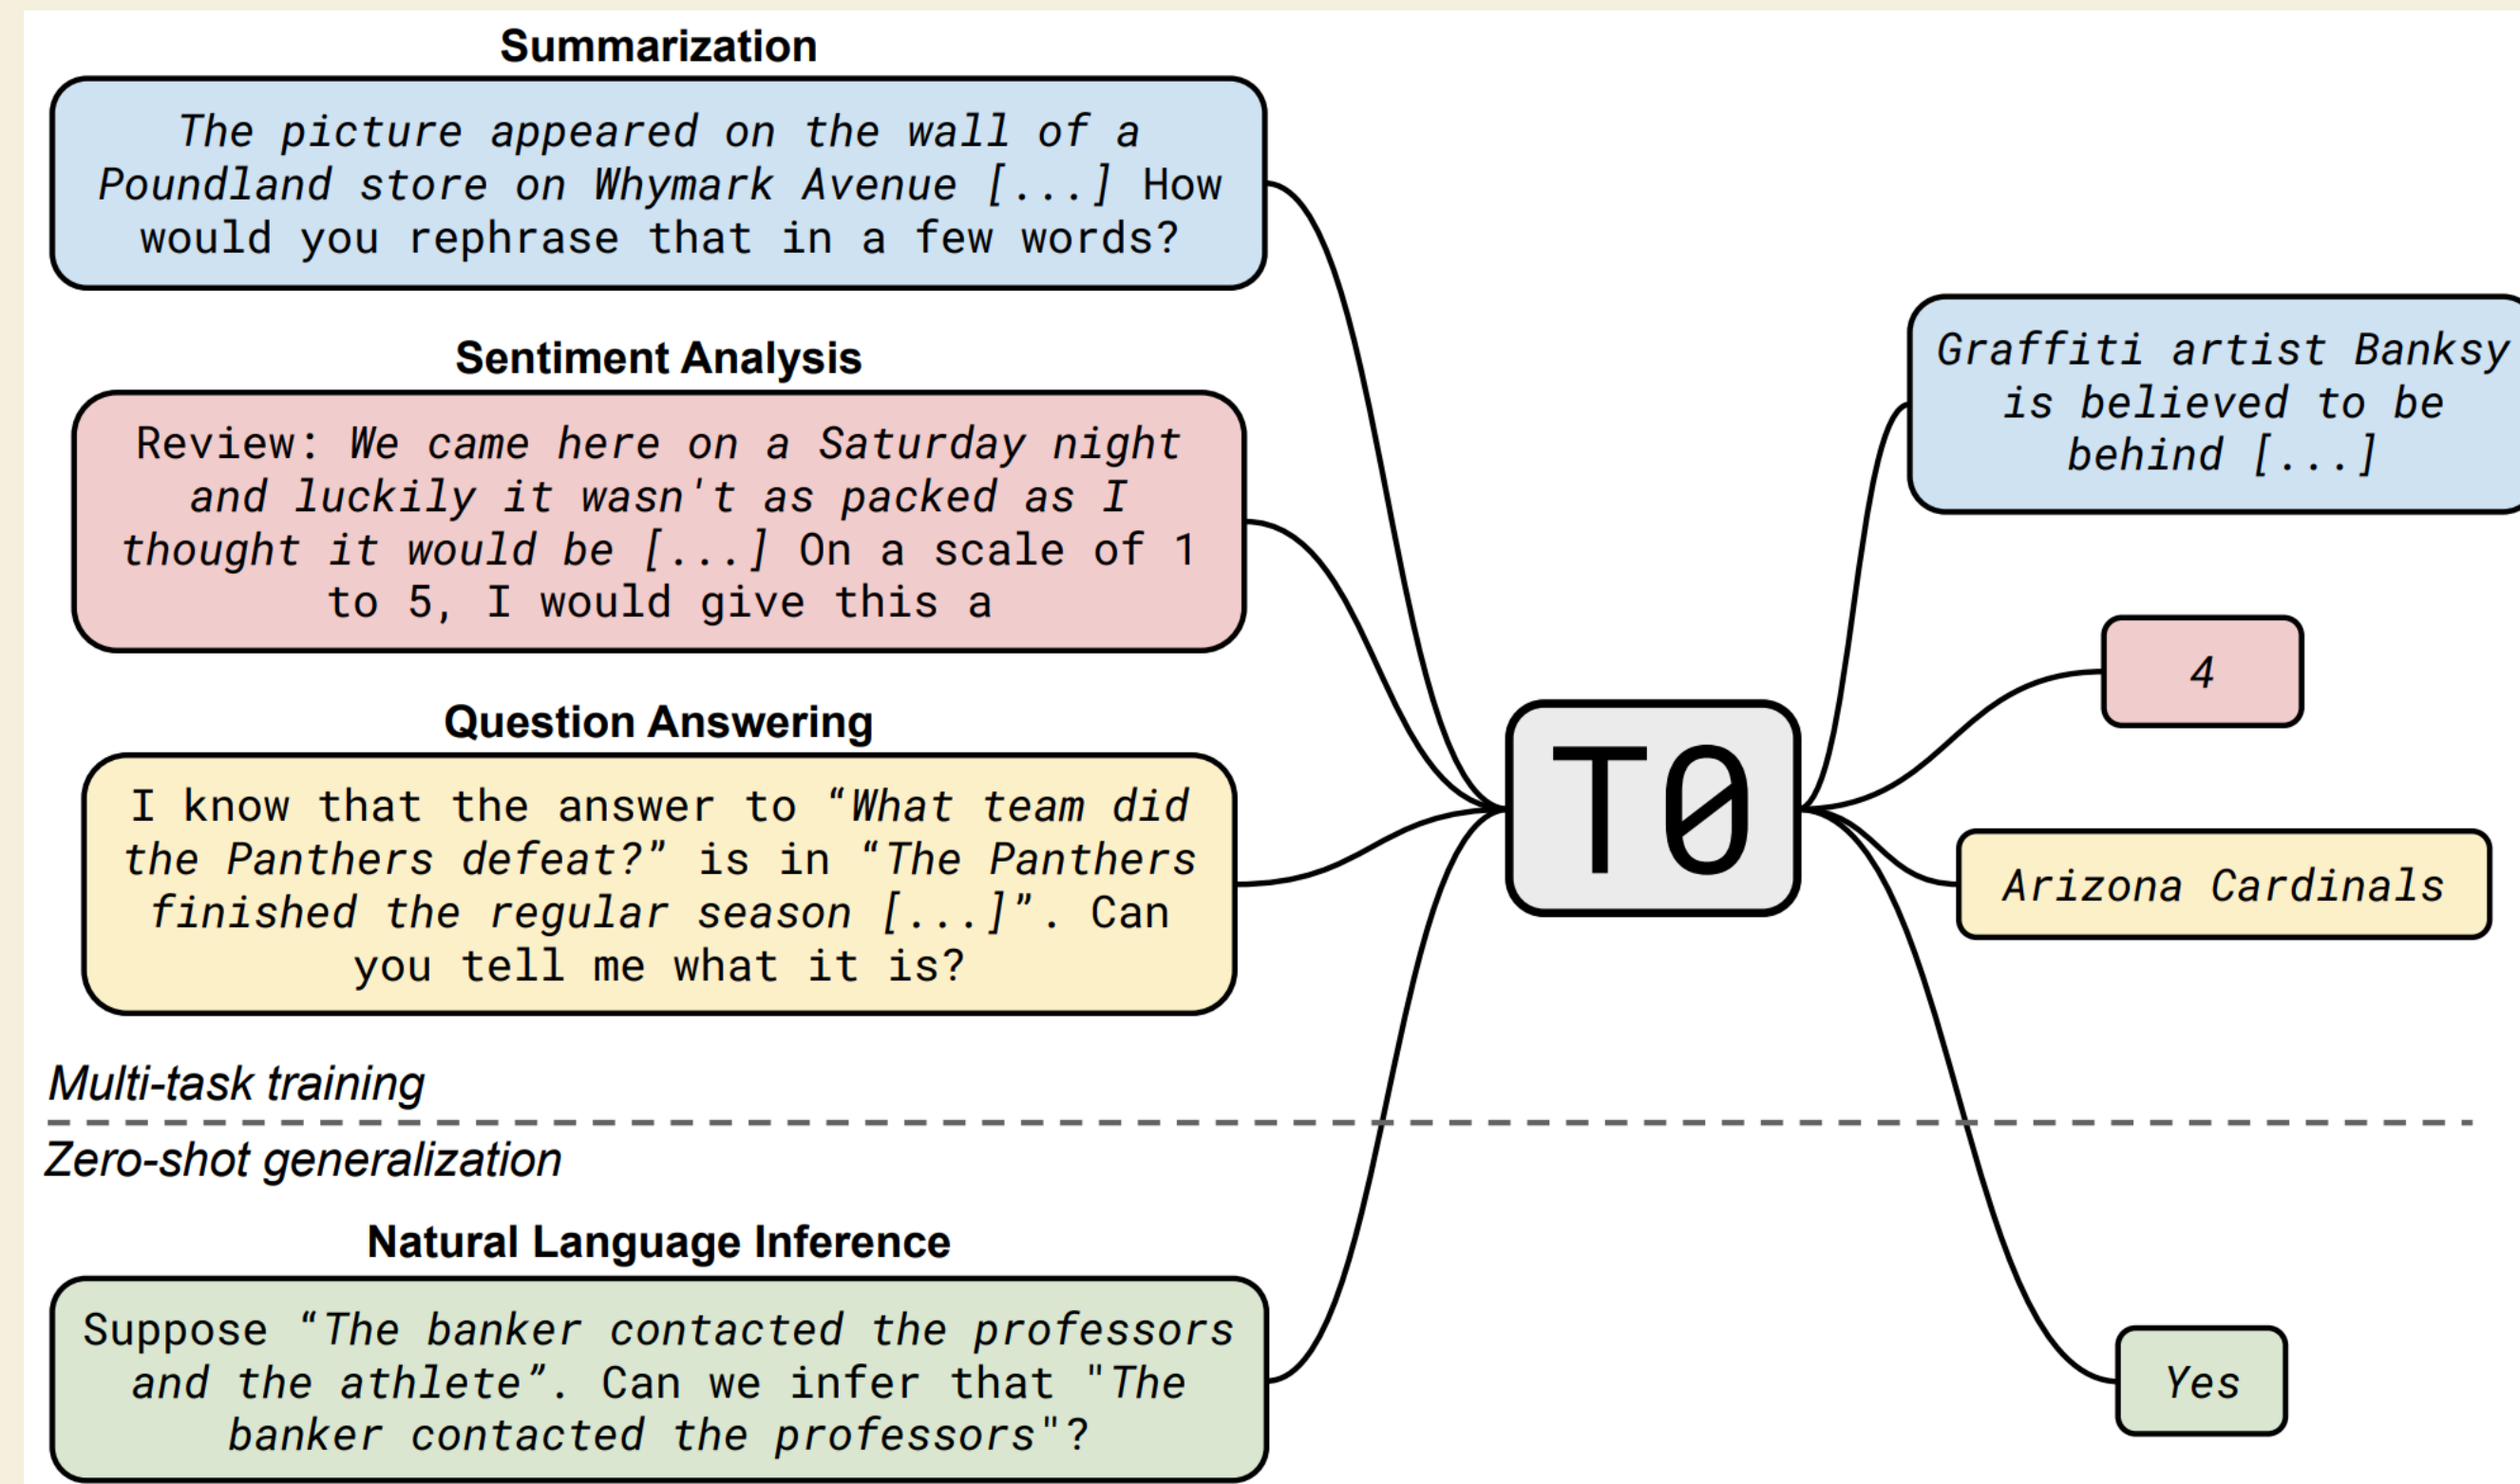 Summarization
The picture appeared on the wall of a
Poundland store on Whymark Avenue [...] How
would you rephrase that in a few words?
Sentiment Analysis
Review: We came here on a Saturday night
and luckily it wasn't as packed as I
thought it would be [...] On a scale of 1
to 5, I would give this a
Question Answering
I know that the answer to “What team did
the Panthers defeat?” is in “The Panthers
finished the regular season [...]”. Can
you tell me what it is?
Multi-task training
Zero-shot generalization
Natural Language Inference
Suppose “The banker contacted the professors
and the athlete”. Can we infer that "The
banker contacted the professors"?
T0
Graffiti artist Banksy
is believed to be
behind [...]
4
Arizona Cardinals
Yes